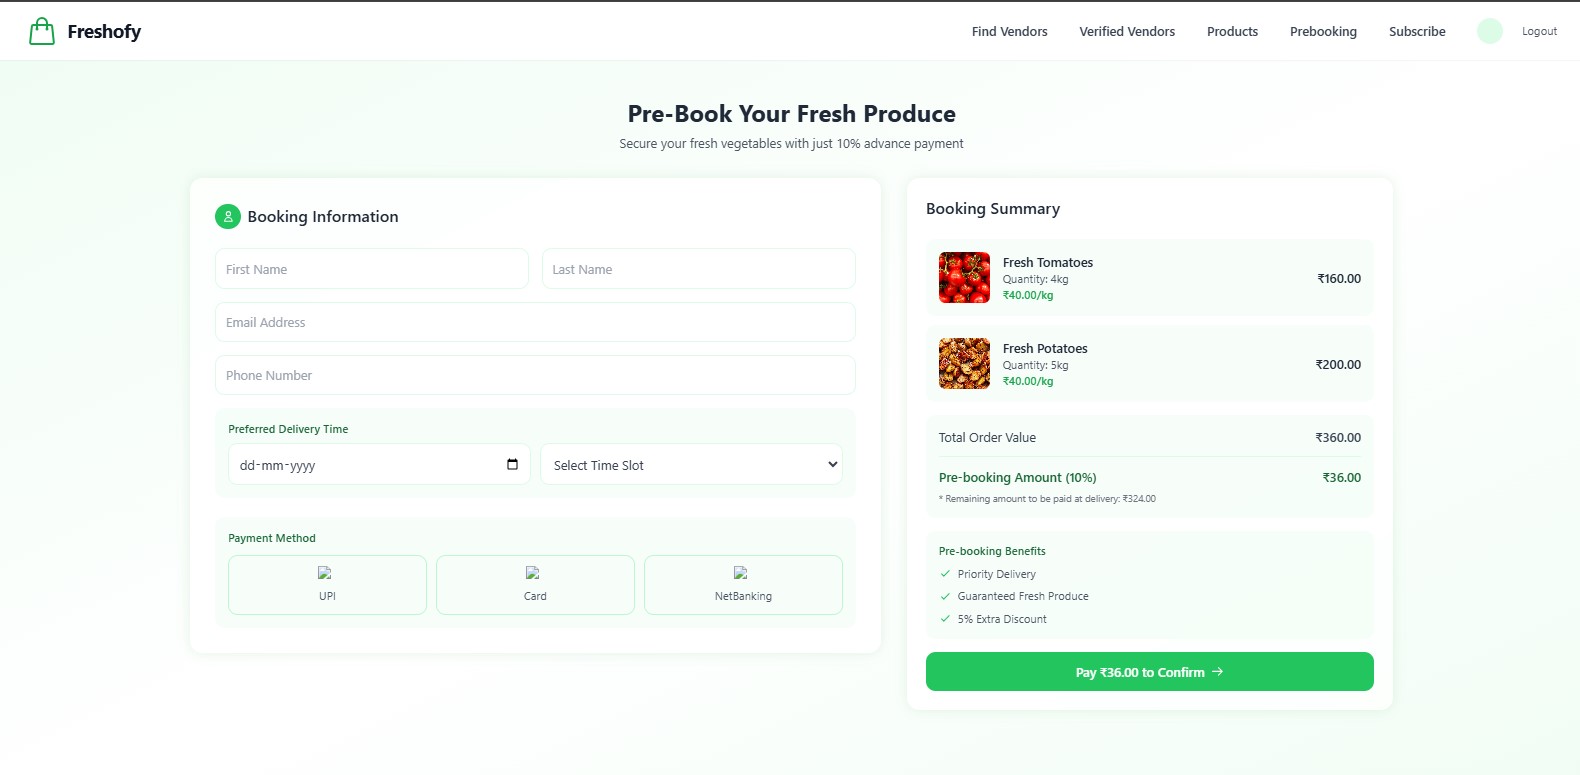 Freshofy
Find Vendors
Verified Vendors
Products
Prebooking
Subscribe
Logout
Pre-Book Your Fresh Produce
Secure your fresh vegetables with just 10% advance payment
Booking Information
First Name
Last Name
Email Address
Phone Number
Preferred Delivery Time
dd-mm-yyyy
Select Time Slot
Payment Method
UPI
Card
NetBanking
Booking Summary
Fresh Tomatoes
Quantity: 4kg
₹40.00/kg
₹160.00
Fresh Potatoes
Quantity: 5kg
₹40.00/kg
₹200.00
Total Order Value
₹360.00
Pre-booking Amount (10%)
₹36.00
* Remaining amount to be paid at delivery: ₹324.00
Pre-booking Benefits
Priority Delivery
Guaranteed Fresh Produce
5% Extra Discount
Pay ₹36.00 to Confirm →